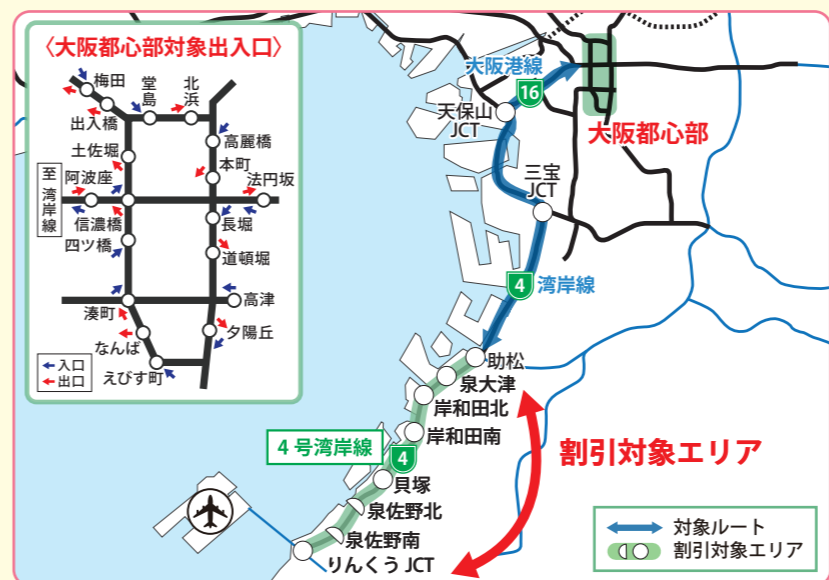 〈大阪都心部対象出入口〉
梅田
堂島
北浜
出入橋
土佐堀
高麗橋
本町
阿波座
法円坂
至 湾岸線
信濃橋
長堀
四ツ橋
道頓堀
湊町
高津
なんば
夕陽丘
えびす町
入口
出口
大阪港線
16
天保山
JCT
大阪都心部
三宝
JCT
4
湾岸線
助松
泉大津
岸和田北
岸和田南
4号湾岸線
4
割引対象エリア
貝塚
泉佐野北
泉佐野南
りんくうJCT
対象ルート
割引対象エリア